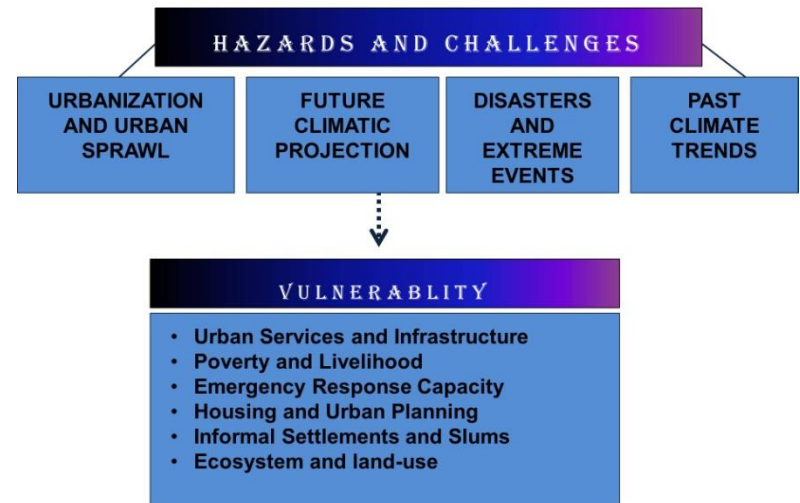 HAZARDS AND CHALLENGES
URBANIZATION
AND URBAN
SPRAWL
FUTURE
CLIMATIC
PROJECTION
DISASTERS
AND
EXTREME
EVENTS
PAST
CLIMATE
TRENDS
VULNERABLITY
• Urban Services and Infrastructure
• Poverty and Livelihood
• Emergency Response Capacity
• Housing and Urban Planning
• Informal Settlements and Slums
• Ecosystem and land-use